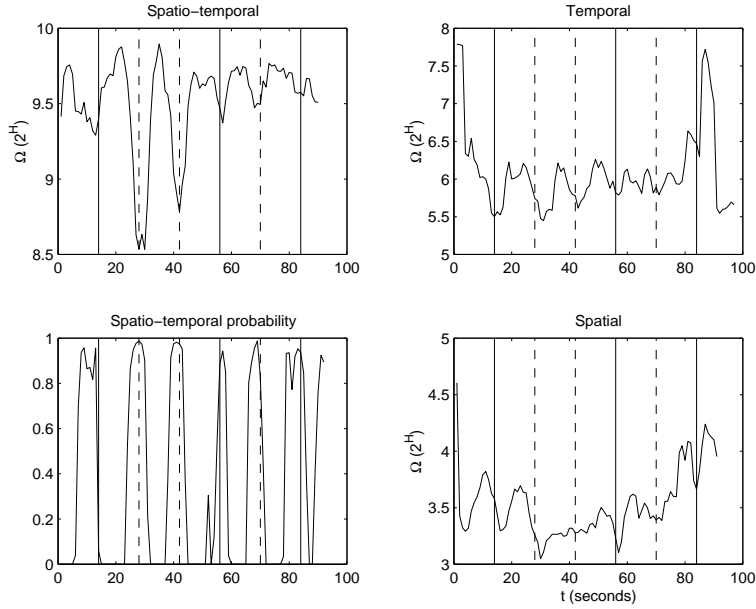 Spatio−temporal
10
9.5
9
8.5
Ω (2^H)
0 20 40 60 80 100
Temporal
8
7.5
7
6.5
6
5.5
5
Ω (2^H)
0 20 40 60 80 100
Spatio−temporal probability
1
0.8
0.6
0.4
0.2
0
0 20 40 60 80 100
Spatial
5
4.5
4
3.5
3
Ω (2^H)
0 20 40 60 80 100
t (seconds)